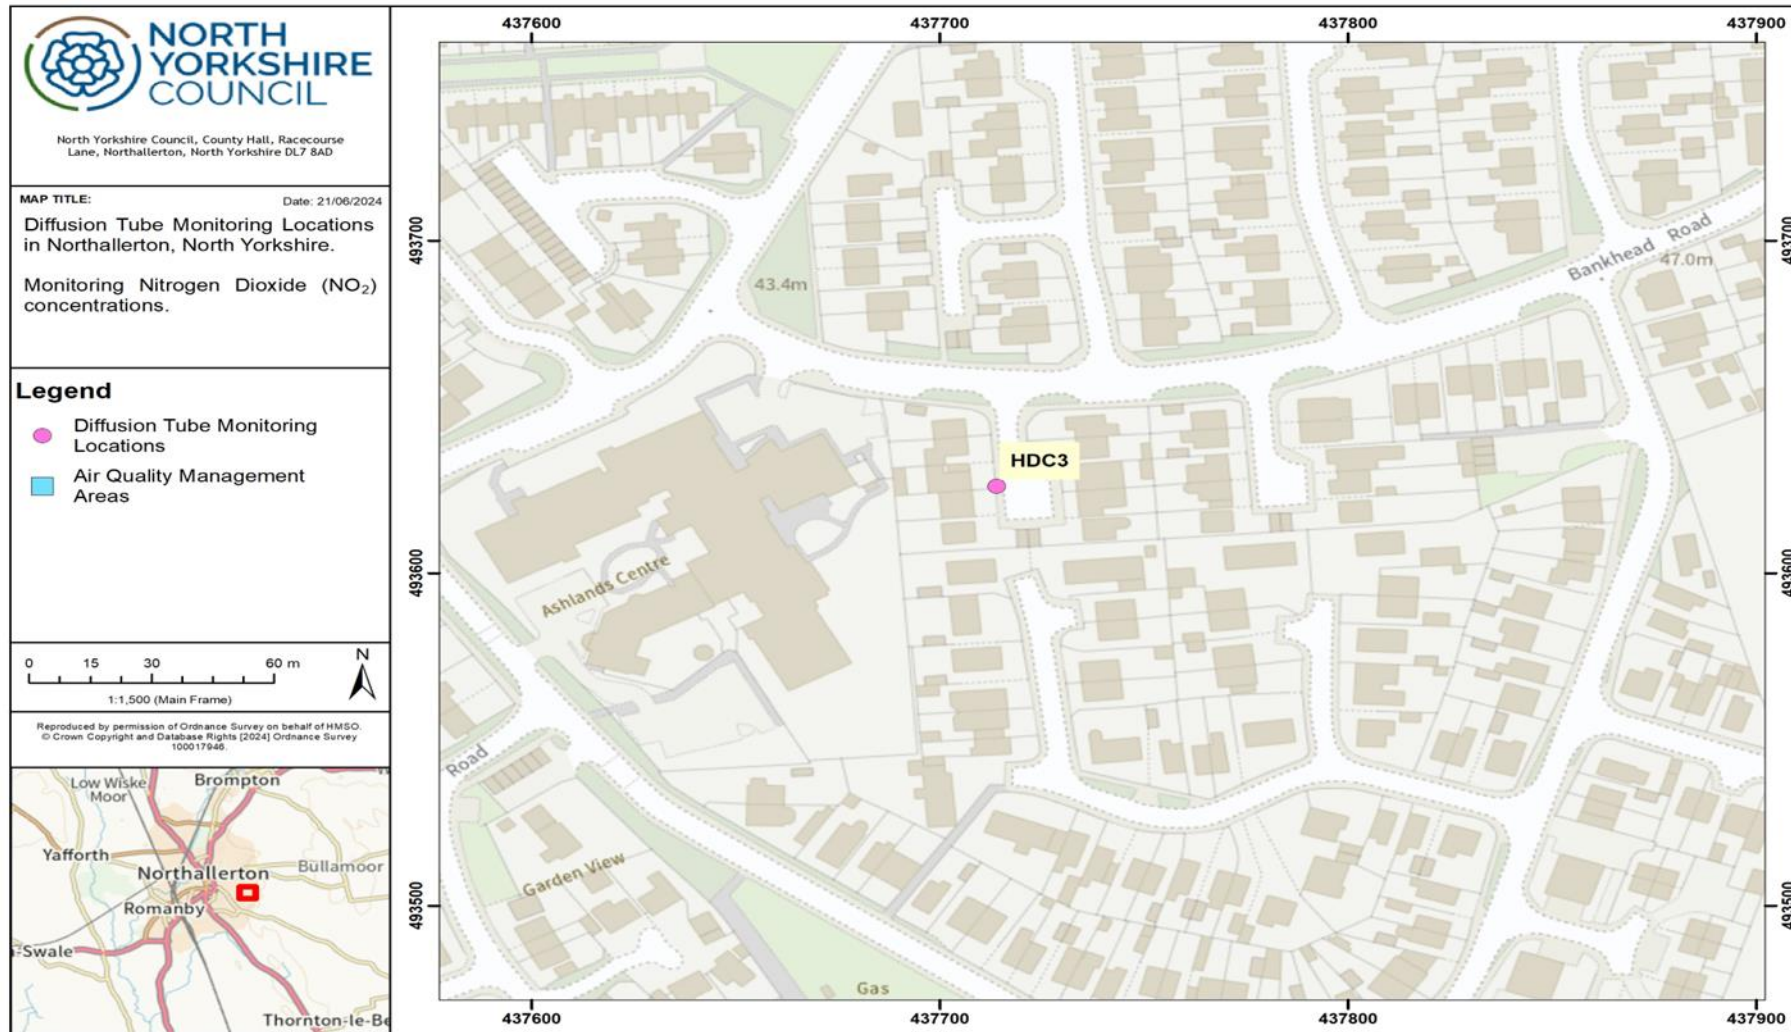 NORTH
YORKSHIRE
COUNCIL
North Yorkshire Council, County Hall, Racecourse
Lane, Northallerton, North Yorkshire DL7 8AD
MAP TITLE:
Date: 21/06/2024
Diffusion Tube Monitoring Locations
in Northallerton, North Yorkshire.
Monitoring Nitrogen Dioxide (NO₂)
concentrations.
Legend
Diffusion Tube Monitoring
Locations
Air Quality Management
Areas
0 15 30 60 m
N
1:1,500 (Main Frame)
Reproduced by permission of Ordnance Survey on behalf of HMSO.
© Crown Copyright and Database Rights [2024] Ordnance Survey
100017946.
Low Wiske
Moor
Brompton
Yafforth
Bullamoor
Northallerton
Romanby
-Swale
Thornton-le-Be
437600 437700 437800 437900
493700
493700
Bankhead Road
47.0m
43.4m
HDC3
493600
493600
Ashlands Centre
Road
Garden View
493500
493500
Gas
437600 437700 437800 437900